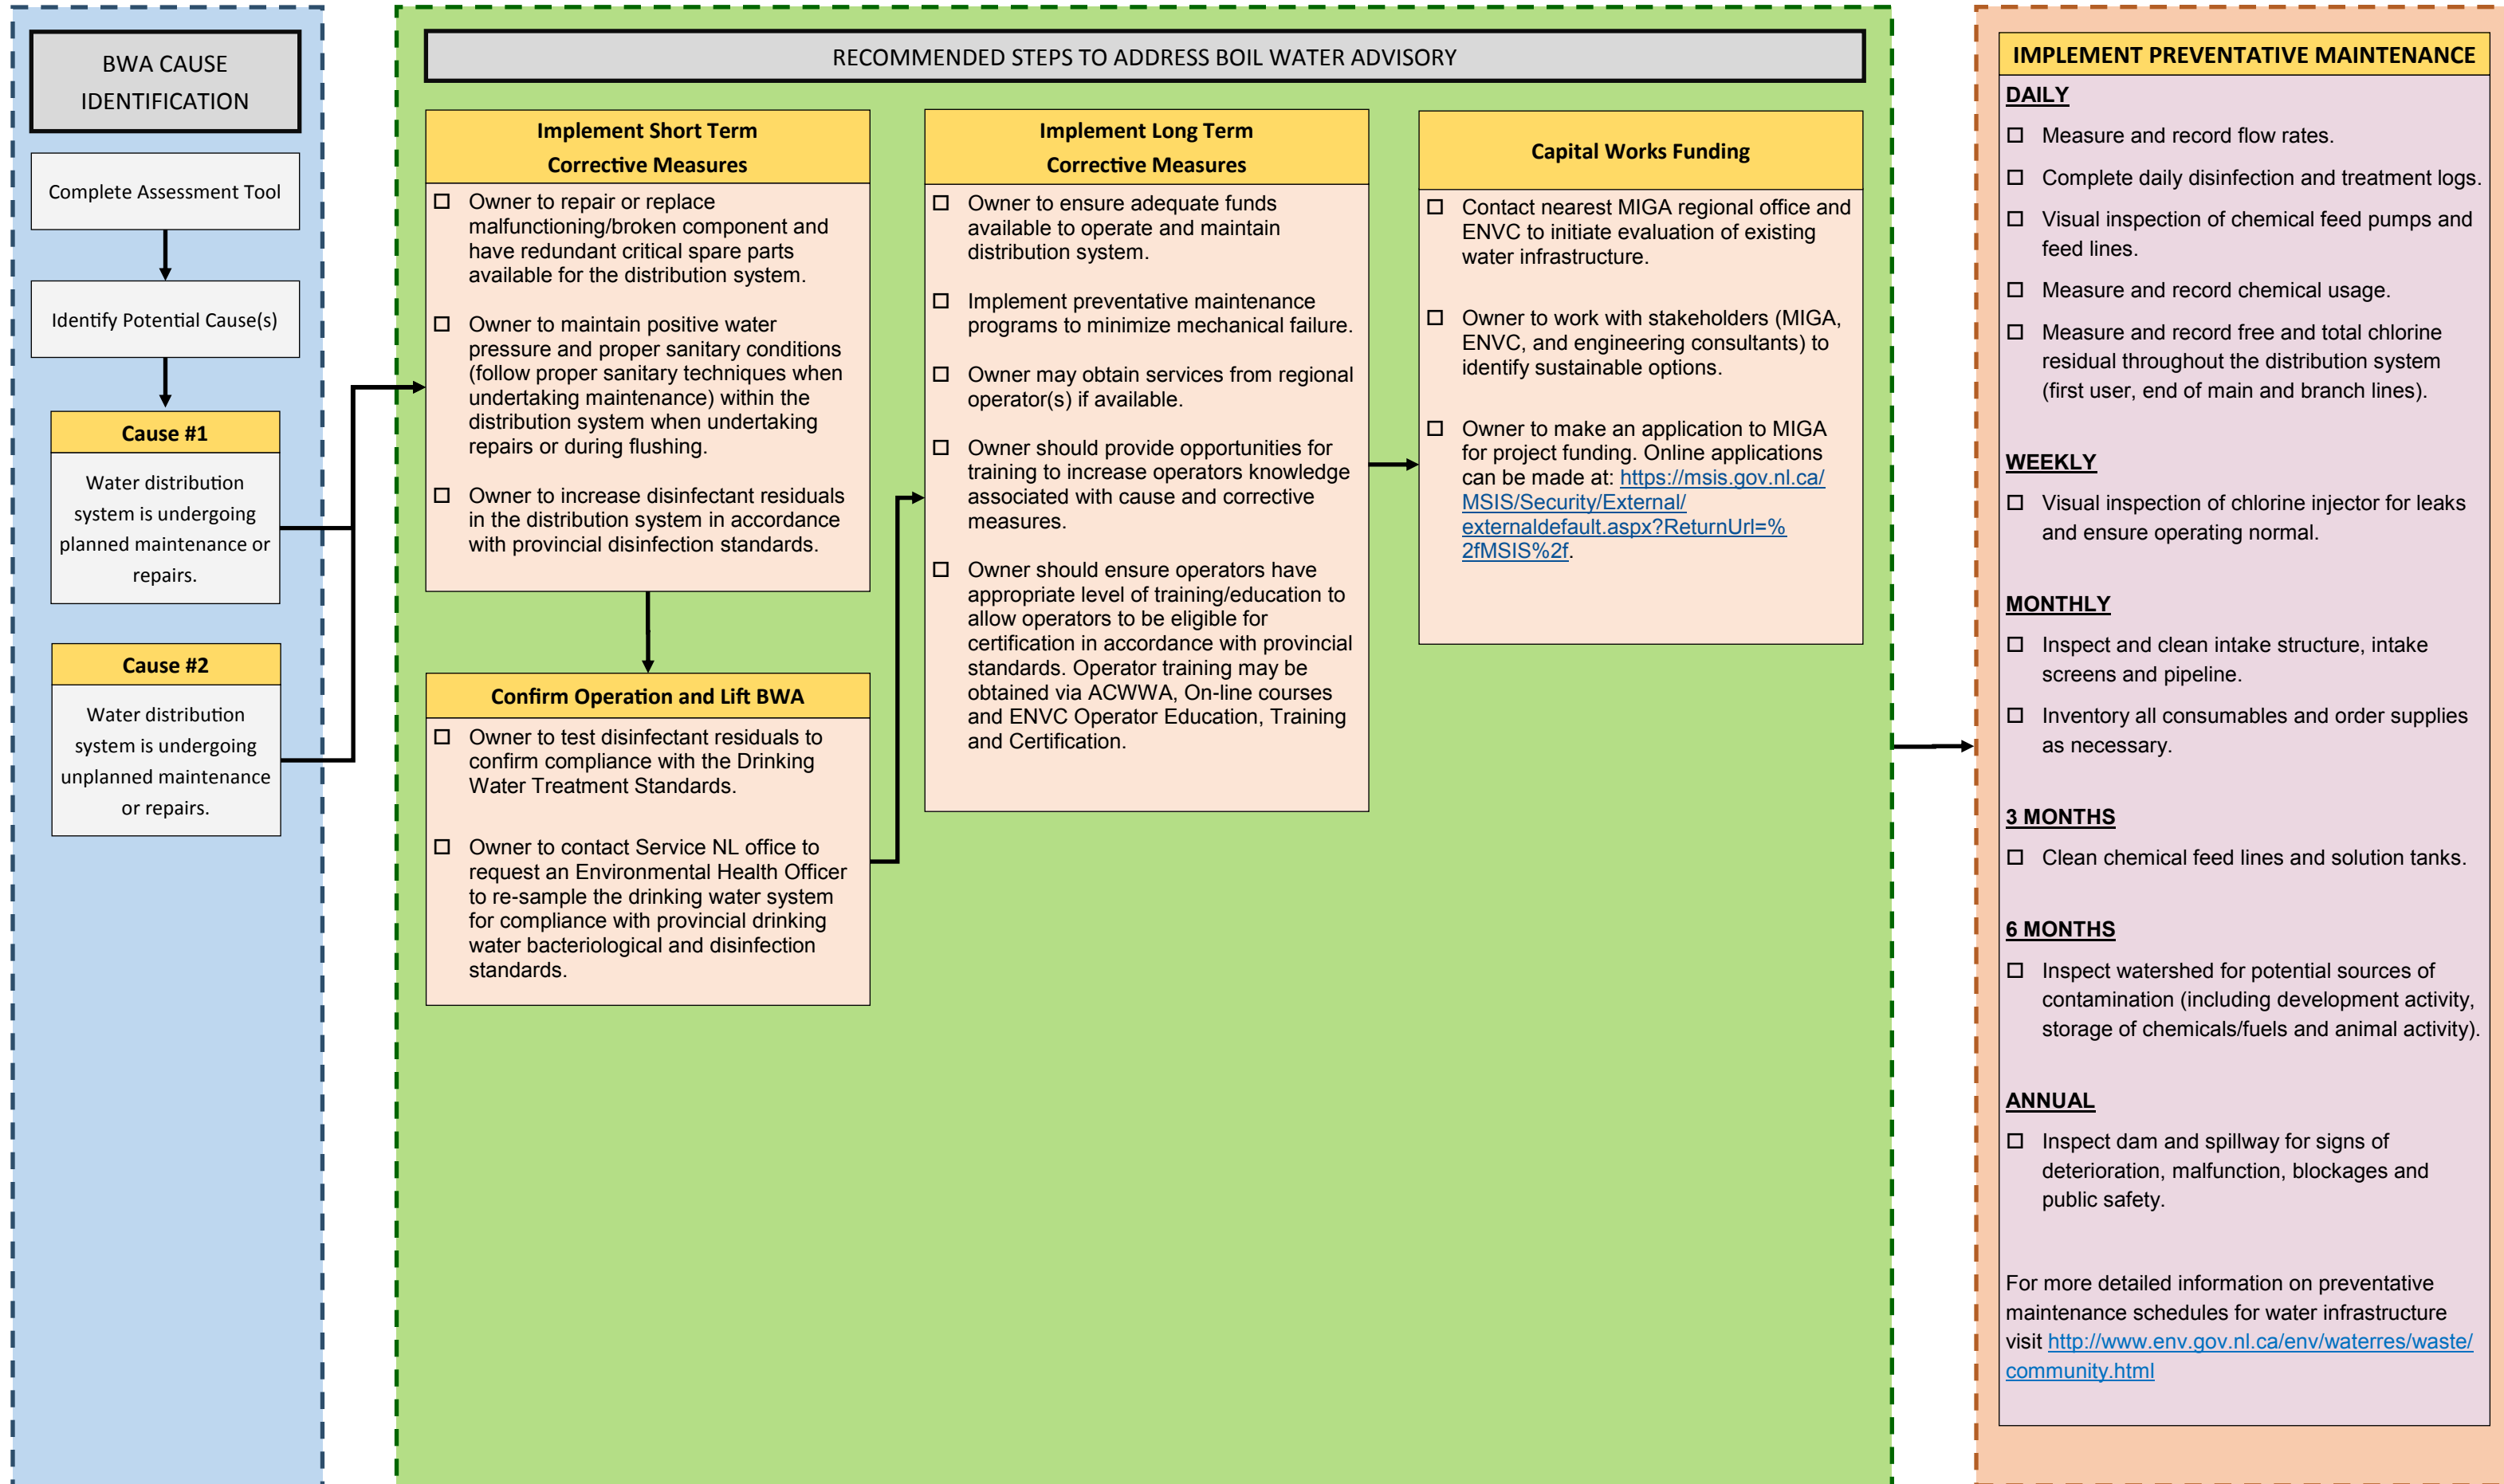 BWA CAUSE
IDENTIFICATION
Complete Assessment Tool
Identify Potential Cause(s)
Cause #1
Water distribution
system is undergoing
planned maintenance or
repairs.
Cause #2
Water distribution
system is undergoing
unplanned maintenance
or repairs.
RECOMMENDED STEPS TO ADDRESS BOIL WATER ADVISORY
Implement Short Term
Corrective Measures
☐ Owner to repair or replace
malfunctioning/broken component and
have redundant critical spare parts
available for the distribution system.
☐ Owner to maintain positive water
pressure and proper sanitary conditions
(follow proper sanitary techniques when
undertaking maintenance) within the
distribution system when undertaking
repairs or during flushing.
☐ Owner to increase disinfectant residuals
in the distribution system in accordance
with provincial disinfection standards.
Confirm Operation and Lift BWA
☐ Owner to test disinfectant residuals to
confirm compliance with the Drinking
Water Treatment Standards.
☐ Owner to contact Service NL office to
request an Environmental Health Officer
to re-sample the drinking water system
for compliance with provincial drinking
water bacteriological and disinfection
standards.
Implement Long Term
Corrective Measures
☐ Owner to ensure adequate funds
available to operate and maintain
distribution system.
☐ Implement preventative maintenance
programs to minimize mechanical failure.
☐ Owner may obtain services from regional
operator(s) if available.
☐ Owner should provide opportunities for
training to increase operators knowledge
associated with cause and corrective
measures.
☐ Owner should ensure operators have
appropriate level of training/education to
allow operators to be eligible for
certification in accordance with provincial
standards. Operator training may be
obtained via ACWWA, On-line courses
and ENVC Operator Education, Training
and Certification.
Capital Works Funding
☐ Contact nearest MIGA regional office and
ENVC to initiate evaluation of existing
water infrastructure.
☐ Owner to work with stakeholders (MIGA,
ENVC, and engineering consultants) to
identify sustainable options.
☐ Owner to make an application to MIGA
for project funding. Online applications
can be made at: https://msis.gov.nl.ca/
MSIS/Security/External/
externaldefault.aspx?ReturnUrl=%
2fMSIS%2f.
IMPLEMENT PREVENTATIVE MAINTENANCE
DAILY
☐ Measure and record flow rates.
☐ Complete daily disinfection and treatment logs.
☐ Visual inspection of chemical feed pumps and
feed lines.
☐ Measure and record chemical usage.
☐ Measure and record free and total chlorine
residual throughout the distribution system
(first user, end of main and branch lines).
WEEKLY
☐ Visual inspection of chlorine injector for leaks
and ensure operating normal.
MONTHLY
☐ Inspect and clean intake structure, intake
screens and pipeline.
☐ Inventory all consumables and order supplies
as necessary.
3 MONTHS
☐ Clean chemical feed lines and solution tanks.
6 MONTHS
☐ Inspect watershed for potential sources of
contamination (including development activity,
storage of chemicals/fuels and animal activity).
ANNUAL
☐ Inspect dam and spillway for signs of
deterioration, malfunction, blockages and
public safety.
For more detailed information on preventative
maintenance schedules for water infrastructure
visit http://www.env.gov.nl.ca/env/waterres/waste/
community.html